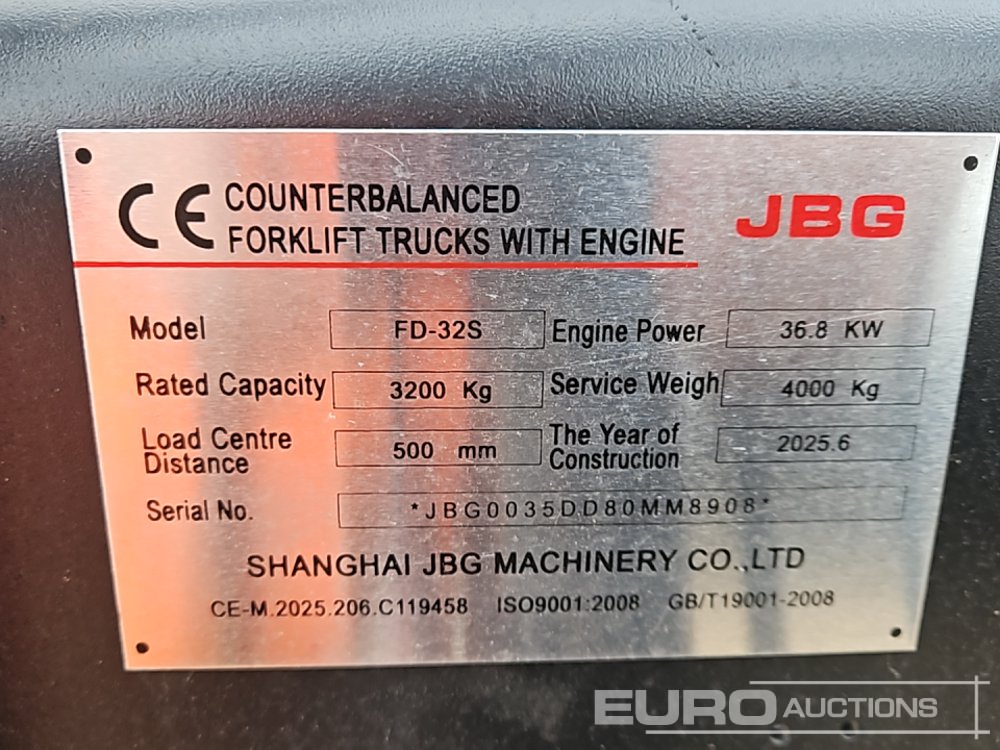 CE COUNTERBALANCED
FORKLIFT TRUCKS WITH ENGINE
JBG
Model FD-32S Engine Power 36.8 KW
Rated Capacity 3200 Kg Service Weigh 4000 Kg
Load Centre
Distance 500 mm The Year of
Construction 2025.6
Serial No. *JBG0035DD80MM8908*
SHANGHAI JBG MACHINERY CO.,LTD
CE-M.2025.206.C119458 ISO9001:2008 GB/T19001-2008
EURO AUCTIONS